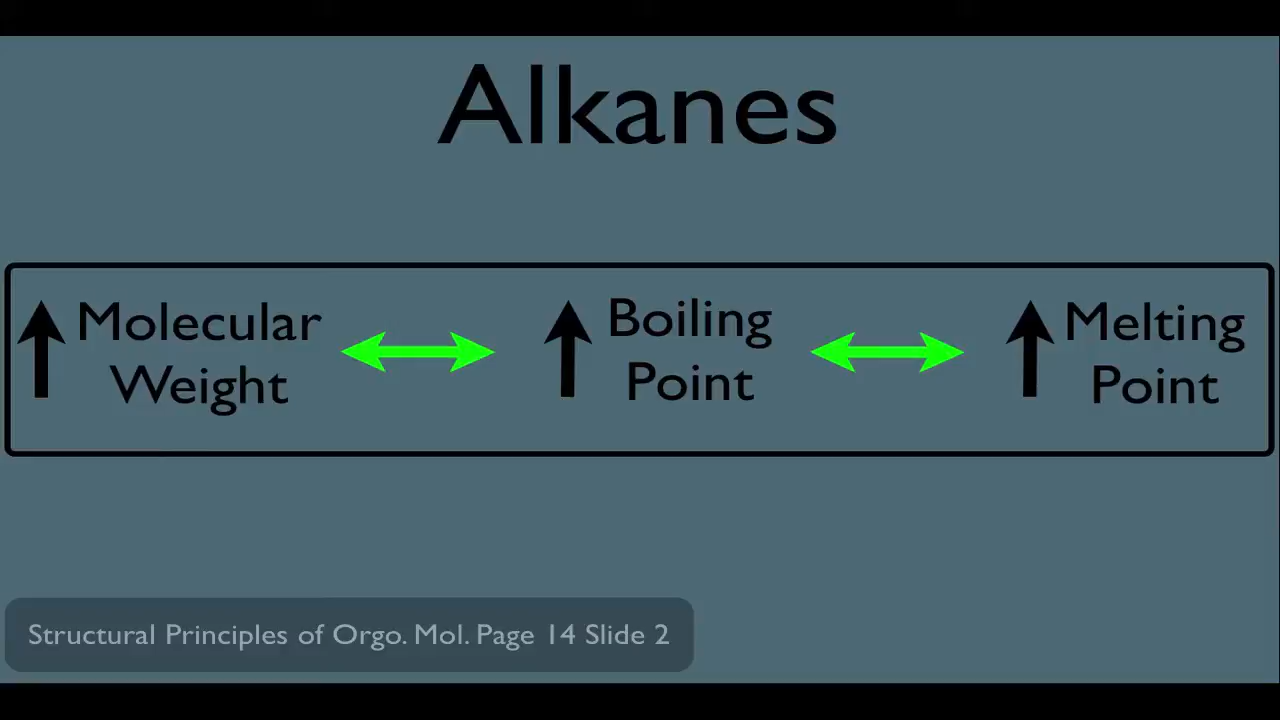 Alkanes
Molecular
Weight
Boiling
Point
Melting
Point
Structural Principles of Orgo. Mol. Page 14 Slide 2